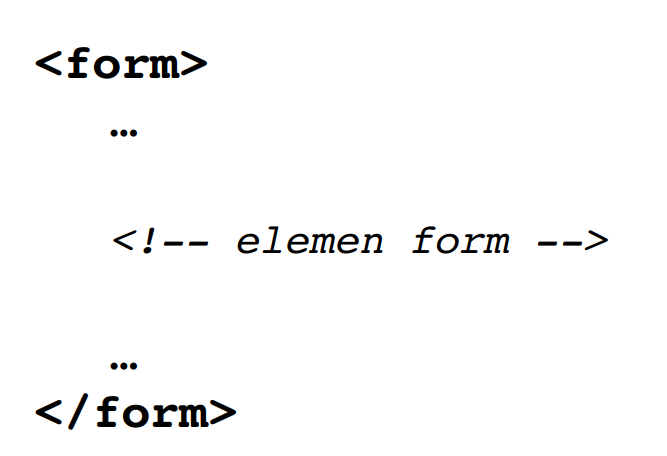 <form>
…
<!-- elemen form -->
…
</form>